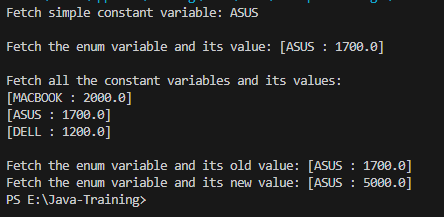 Fetch simple constant variable: ASUS
Fetch the enum variable and its value: [ASUS : 1700.0]
Fetch all the constant variables and its values:
[MACBOOK : 2000.0]
[ASUS : 1700.0]
[DELL : 1200.0]
Fetch the enum variable and its old value: [ASUS : 1700.0]
Fetch the enum variable and its new value: [ASUS : 5000.0]
PS E:\Java-Training>